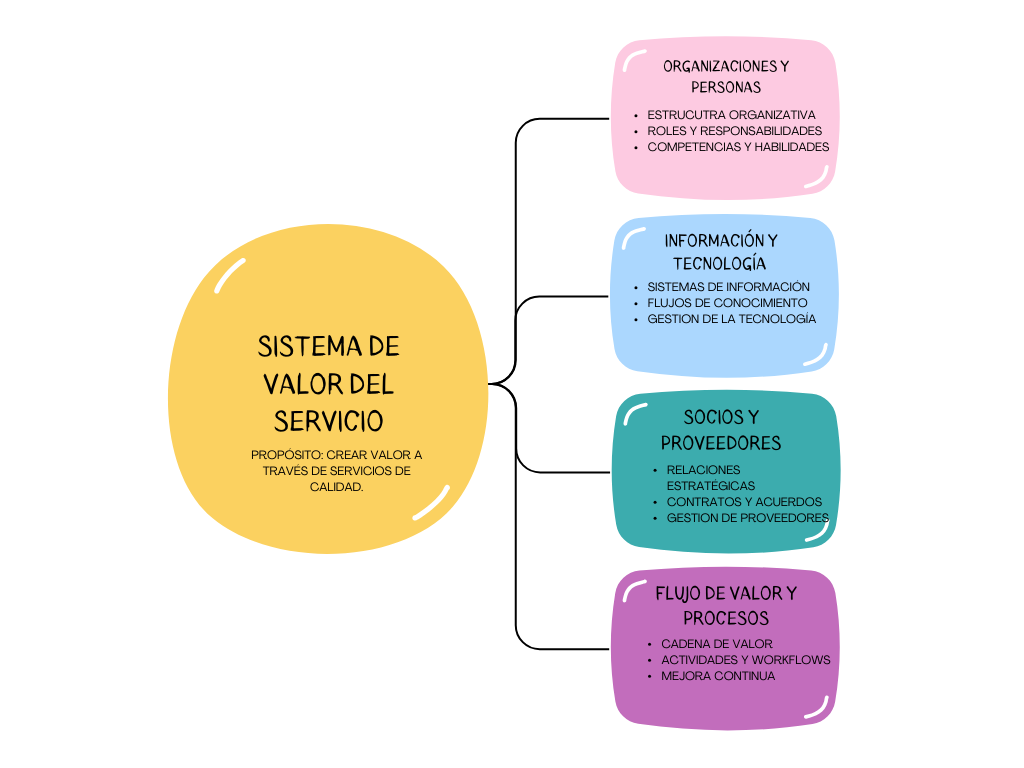 SISTEMA DE
VALOR DEL
SERVICIO
PROPÓSITO: CREAR VALOR A
TRAVÉS DE SERVICIOS DE
CALIDAD.
ORGANIZACIONES Y
PERSONAS
• ESTRUCUTRA ORGANIZATIVA
• ROLES Y RESPONSABILIDADES
• COMPETENCIAS Y HABILIDADES
INFORMACIÓN Y
TECNOLOGÍA
• SISTEMAS DE INFORMACIÓN
• FLUJOS DE CONOCIMIENTO
• GESTION DE LA TECNOLOGÍA
SOCIOS Y
PROVEEDORES
• RELACIONES
ESTRATÉGICAS
• CONTRATOS Y ACUERDOS
• GESTION DE PROVEEDORES
FLUJO DE VALOR Y
PROCESOS
• CADENA DE VALOR
• ACTIVIDADES Y WORKFLOWS
• MEJORA CONTINUA